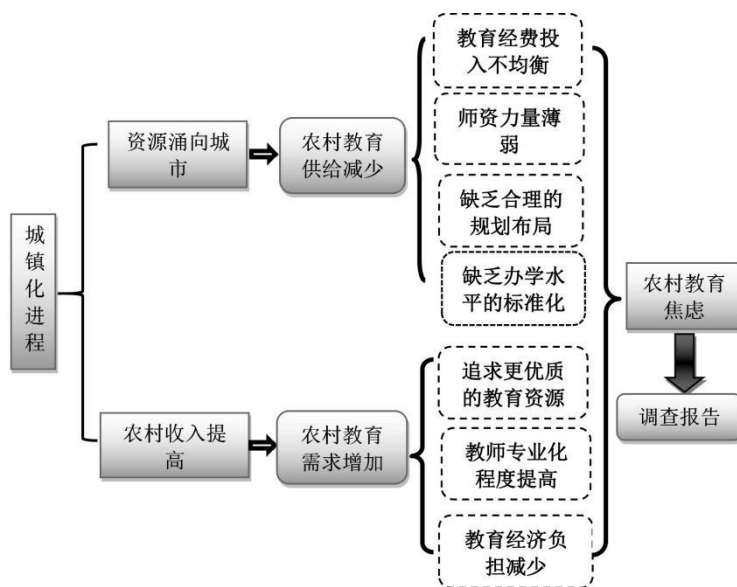 城
镇
化
进
程
资源涌向城
市
农村教育
供给减少
教育经费投
入不均衡
师资力量薄
弱
缺乏合理的
规划布局
缺乏办学水
平的标准化
农村收入提
高
农村教育
需求增加
追求更优质
的教育资源
教师专业化
程度提高
教育经济负
担减少
农村教育
焦虑
调查报告